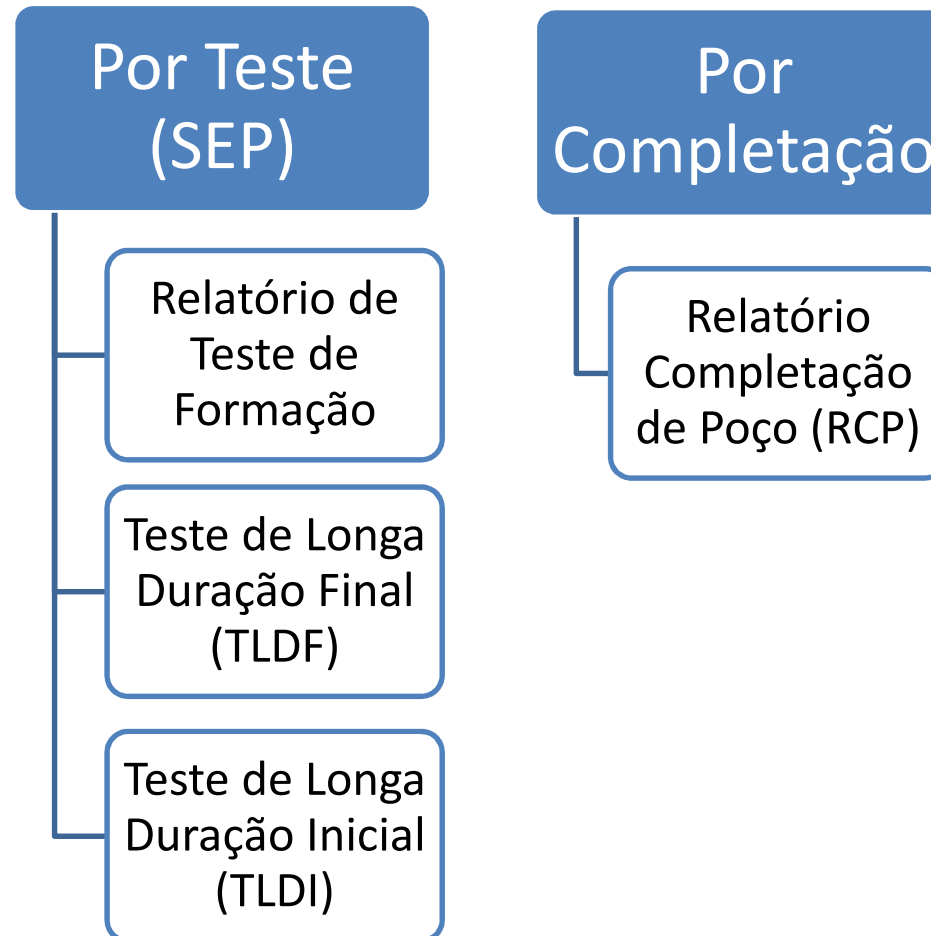 Por Teste
(SEP)
Relatório de
Teste de
Formação
Teste de Longa
Duração Final
(TLDF)
Teste de Longa
Duração Inicial
(TLDI)
Por
Completação
Relatório
Completação
de Poço (RCP)